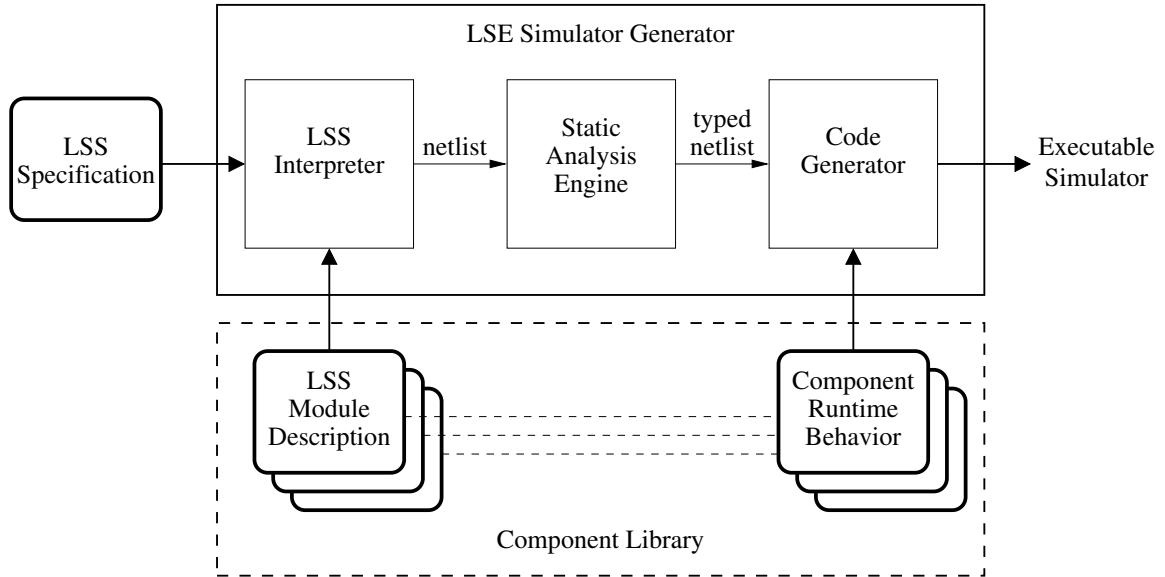 LSE Simulator Generator
LSS
Specification
LSS
Interpreter
netlist
Static
Analysis
Engine
typed
netlist
Code
Generator
Executable
Simulator
LSS
Module
Description
Component
Runtime
Behavior
Component Library